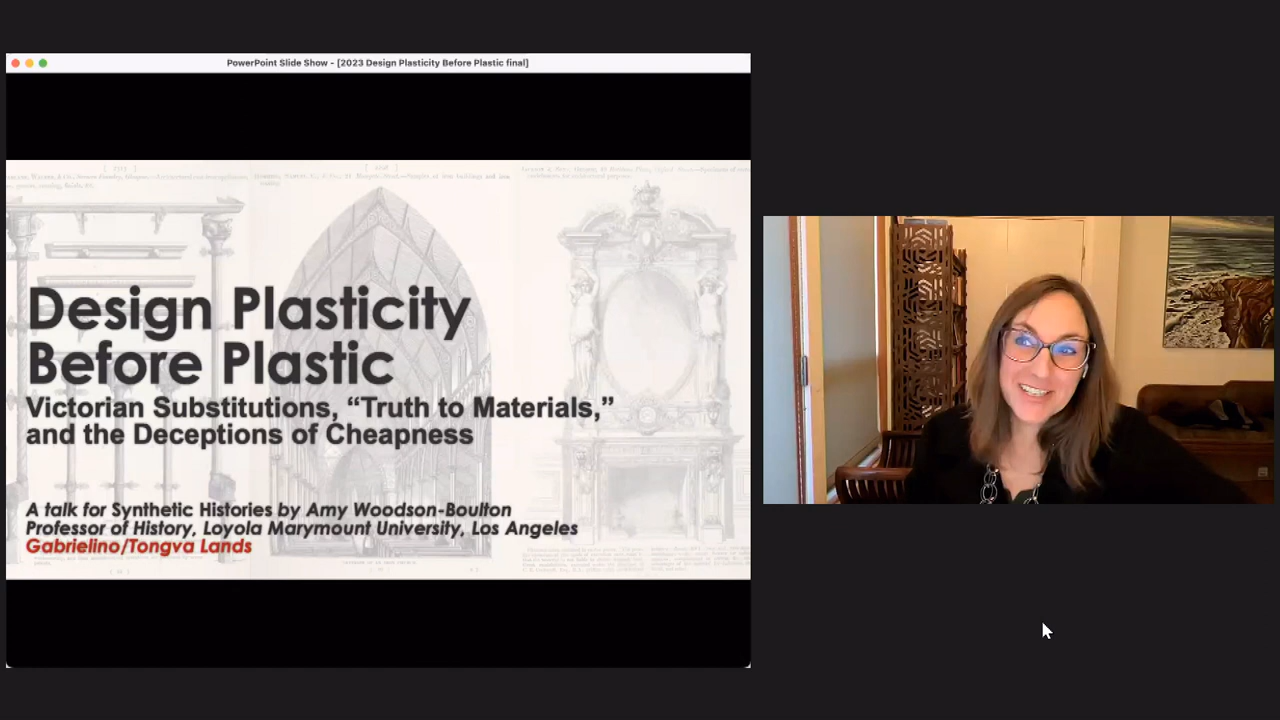 PowerPoint Slide Show - [2023 Design Plasticity Before Plastic final]
Design Plasticity
Before Plastic
Victorian Substitutions, “Truth to Materials,”
and the Deceptions of Cheapness
A talk for Synthetic Histories by Amy Woodson-Boulton
Professor of History, Loyola Marymount University, Los Angeles
Gabrielino/Tongva Lands